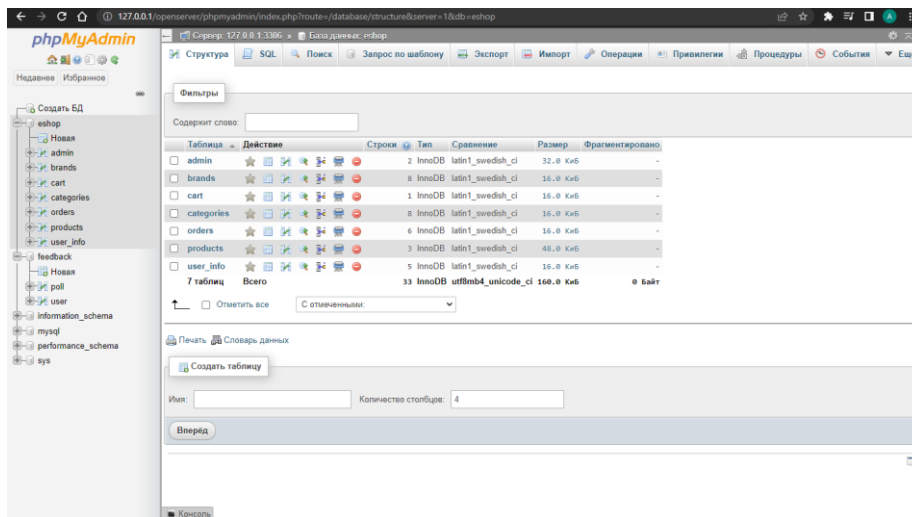 127.0.0.1/openserver/phpmyadmin/index.php?route=/database/structure&server=1&db=eshop
phpMyAdmin
Недавнее Избранное
Создать БД
eshop
Новая
admin
brands
cart
categories
orders
products
user_info
feedback
Новая
poll
user
information_schema
mysql
performance_schema
sys
Сервер: 127.0.0.1:3306 » База данных: eshop
Структура SQL Поиск Запрос по шаблону Экспорт Импорт Операции Привилегии Процедуры События Ещ
Фильтры
Содержит слово:
Таблица Действие Строки Тип Сравнение Размер Фрагментировано
admin 2 InnoDB latin1_swedish_ci 32.0 КиБ -
brands 8 InnoDB latin1_swedish_ci 16.0 КиБ -
cart 1 InnoDB latin1_swedish_ci 16.0 КиБ -
categories 8 InnoDB latin1_swedish_ci 16.0 КиБ -
orders 6 InnoDB latin1_swedish_ci 16.0 КиБ -
products 3 InnoDB latin1_swedish_ci 48.0 КиБ -
user_info 5 InnoDB latin1_swedish_ci 16.0 КиБ -
7 таблиц Всего 33 InnoDB utf8mb4_unicode_ci 160.0 КиБ 0 Байт
Отметить все С отмеченными:
Печать Словарь данных
Создать таблицу
Имя: Количество столбцов: 4
Вперёд
Консоль